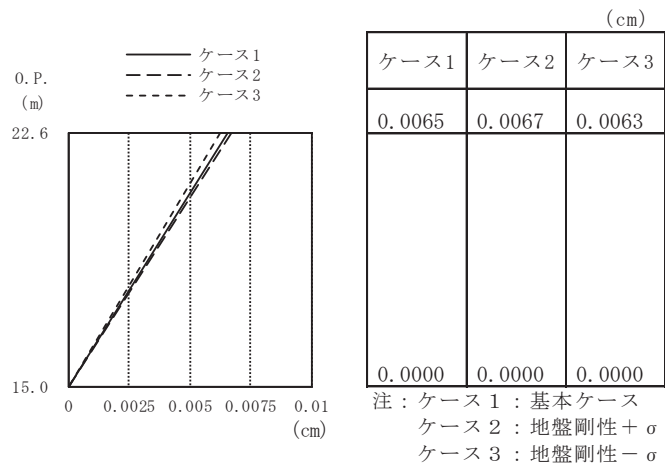 ケース1
ケース2
ケース3
O.P.
(m)
22.6
15.0
0 0.0025 0.005 0.0075 0.01
(cm)
(cm)
ケース1 ケース2 ケース3
0.0065 0.0067 0.0063
0.0000 0.0000 0.0000
注：ケース１：基本ケース
ケース２：地盤剛性＋σ
ケース３：地盤剛性－σ